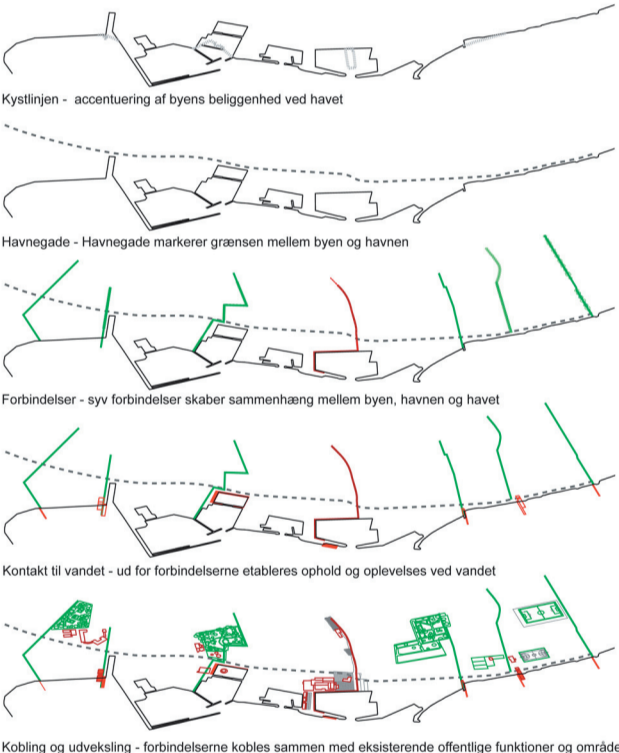 Kystlinjen - accentuering af byens beliggenhed ved havet
Havnegade - Havnegade markerer grænsen mellem byen og havnen
Forbindelser - syv forbindelser skaber sammenhæng mellem byen, havnen og havet
Kontakt til vandet - ud for forbindelserne etableres ophold og oplevelses ved vandet
Kobling og udveksling - forbindelserne kobles sammen med eksisterende offentlige funktioner og område